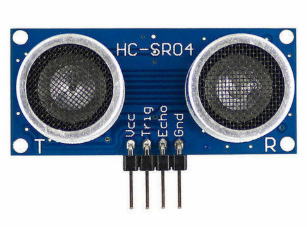 HC-SR04
Vcc
Trig
Echo
Gnd
T
R